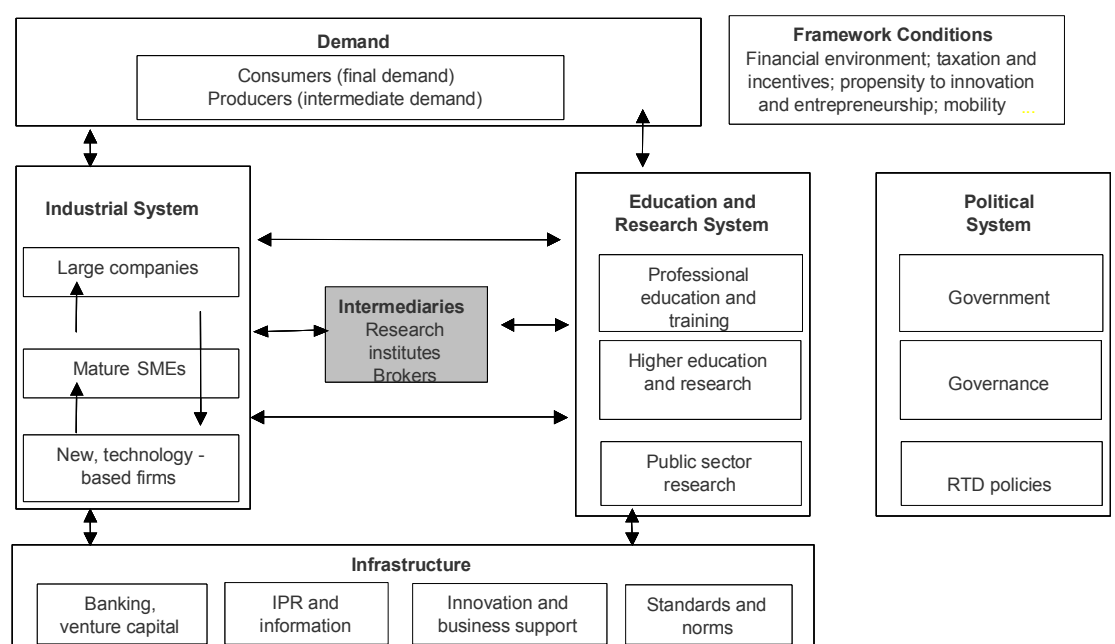 Demand
Consumers (final demand)
Producers (intermediate demand)
Framework Conditions
Financial environment; taxation and
incentives; propensity to innovation
and entrepreneurship; mobility ...
Industrial System
Large companies
Mature SMEs
New, technology -
based firms
Intermediaries
Research
institutes
Brokers
Education and
Research System
Professional
education and
training
Higher education
and research
Public sector
research
Political
System
Government
Governance
RTD policies
Infrastructure
Banking,
venture capital
IPR and
information
Innovation and
business support
Standards and
norms